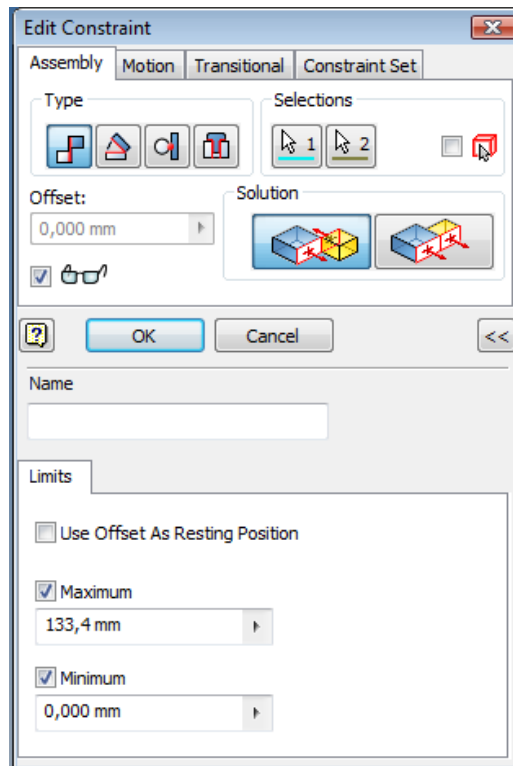 Edit Constraint
Assembly Motion Transitional Constraint Set
Type Selections
1 2
Offset: Solution
0,000 mm
OK Cancel <<
Name
Limits
Use Offset As Resting Position
Maximum
133,4 mm
Minimum
0,000 mm